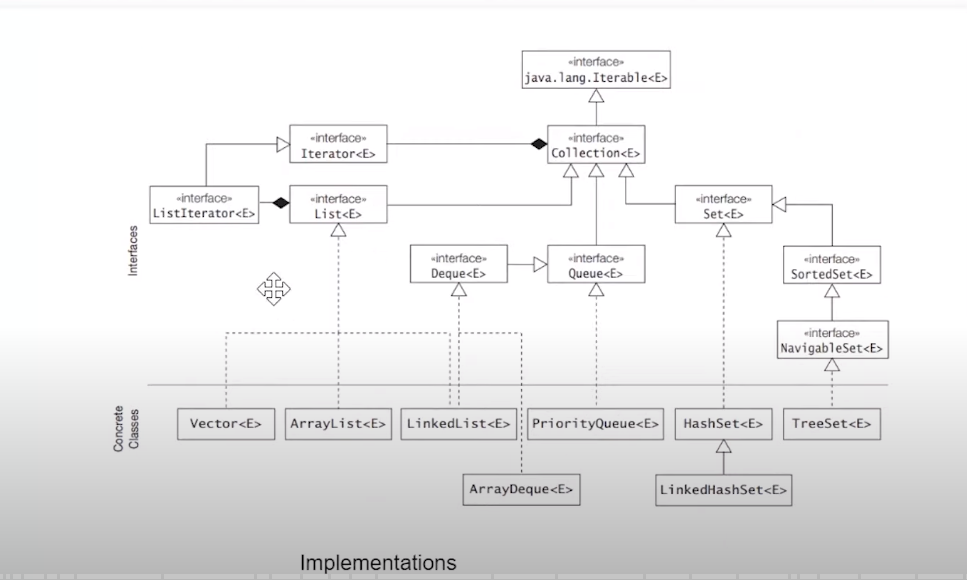 «interface»
java.lang.Iterable<E>
«interface»
Iterator<E>
«interface»
Collection<E>
«interface»
ListIterator<E>
«interface»
List<E>
«interface»
Set<E>
«interface»
Deque<E>
«interface»
Queue<E>
«interface»
SortedSet<E>
«interface»
NavigableSet<E>
Interfaces
Concrete
Classes
Vector<E>
ArrayList<E>
LinkedList<E>
PriorityQueue<E>
HashSet<E>
TreeSet<E>
ArrayDeque<E>
LinkedHashSet<E>
Implementations